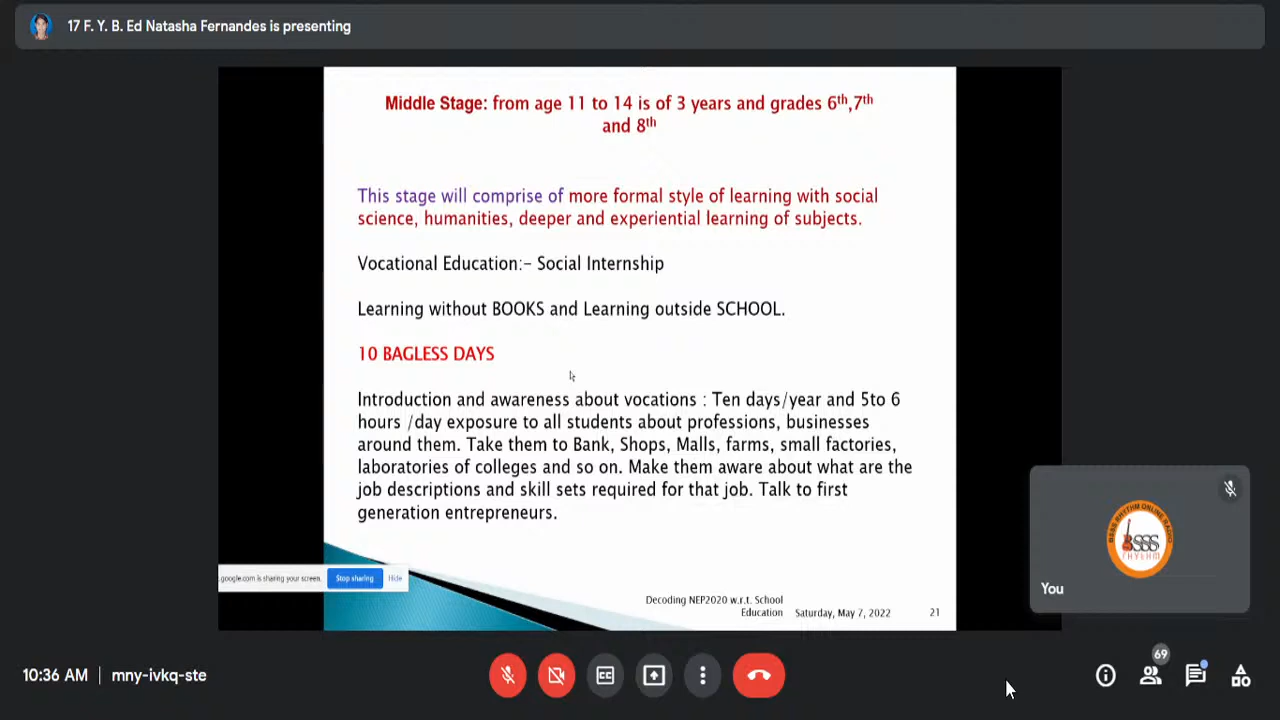 17 F. Y. B. Ed Natasha Fernandes is presenting
Middle Stage: from age 11 to 14 is of 3 years and grades 6th,7th
and 8th
This stage will comprise of more formal style of learning with social
science, humanities, deeper and experiential learning of subjects.
Vocational Education:- Social Internship
Learning without BOOKS and Learning outside SCHOOL.
10 BAGLESS DAYS
Introduction and awareness about vocations : Ten days/year and 5to 6
hours /day exposure to all students about professions, businesses
around them. Take them to Bank, Shops, Malls, farms, small factories,
laboratories of colleges and so on. Make them aware about what are the
job descriptions and skill sets required for that job. Talk to first
generation entrepreneurs.
.google.com is sharing your screen. Stop sharing Hide
Decoding NEP2020 w.r.t. School
Education Saturday, May 7, 2022 21
BSSS RHYTHM ONLINE RADIO
BSSS
RHYTHM
You
10:36 AM mny-ivkq-ste
CC
69